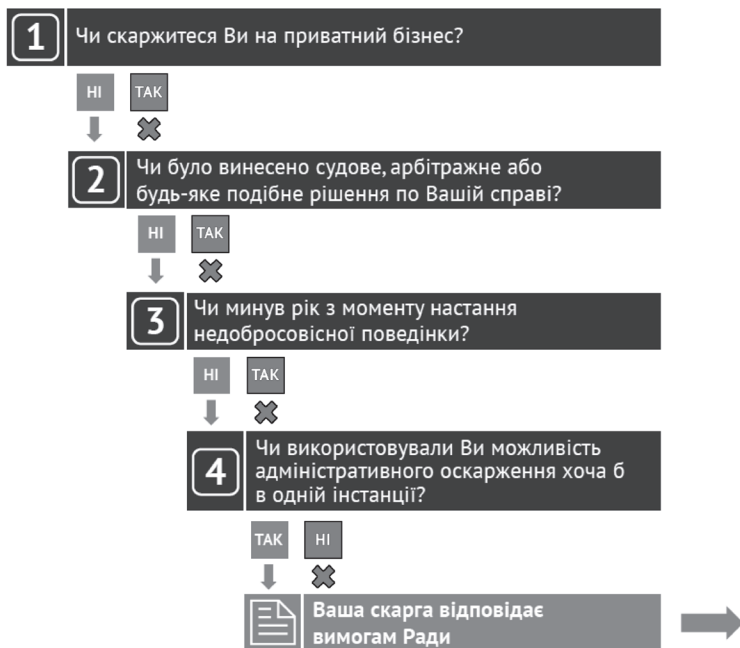 1 Чи скаржитеся Ви на приватний бізнес?
НІ ТАК
2 Чи було винесено судове, арбітражне або
будь-яке подібне рішення по Вашій справі?
НІ ТАК
3 Чи минув рік з моменту настання
недобросовісної поведінки?
НІ ТАК
4 Чи використовували Ви можливість
адміністративного оскарження хоча б
в одній інстанції?
ТАК НІ
Ваша скарга відповідає
вимогам Ради